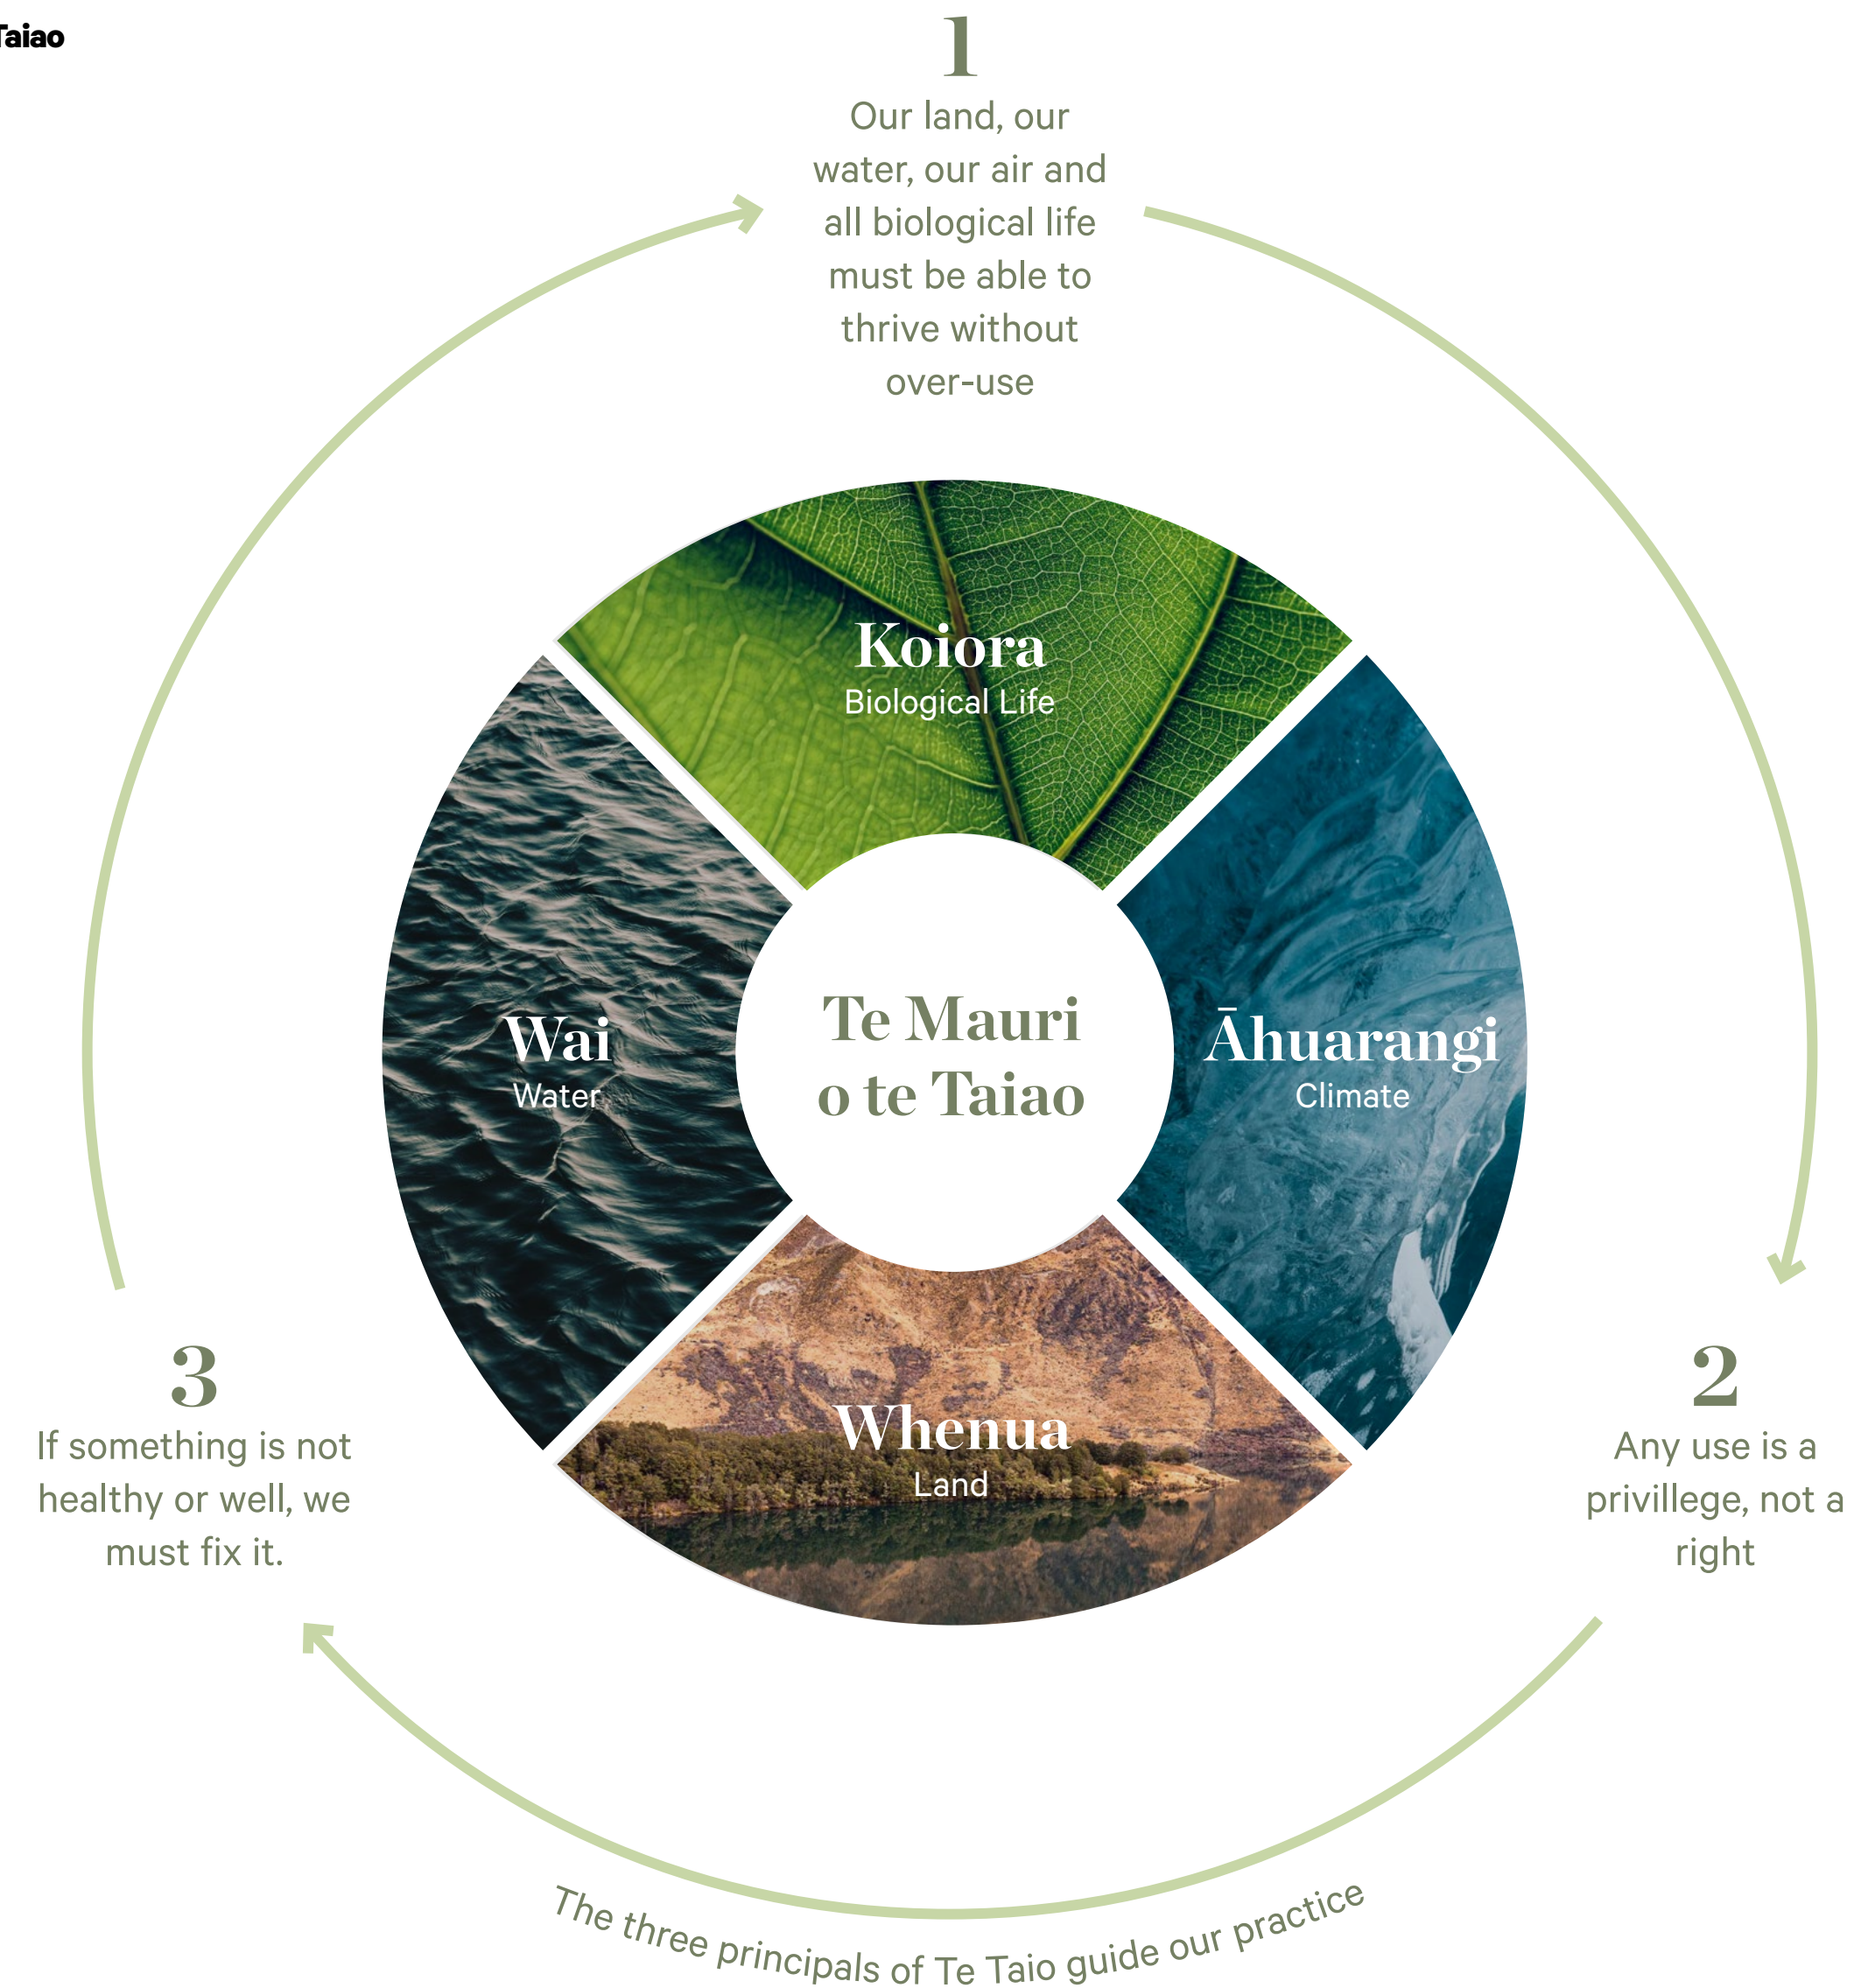 Taiao
1
Our land, our
water, our air and
all biological life
must be able to
thrive without
over-use
Koiora
Biological Life
Wai
Water
Te Mauri
o te Taiao
Āhuarangi
Climate
Whenua
Land
2
Any use is a
privillege, not a
right
3
If something is not
healthy or well, we
must fix it.
The three principals of Te Taio guide our practice